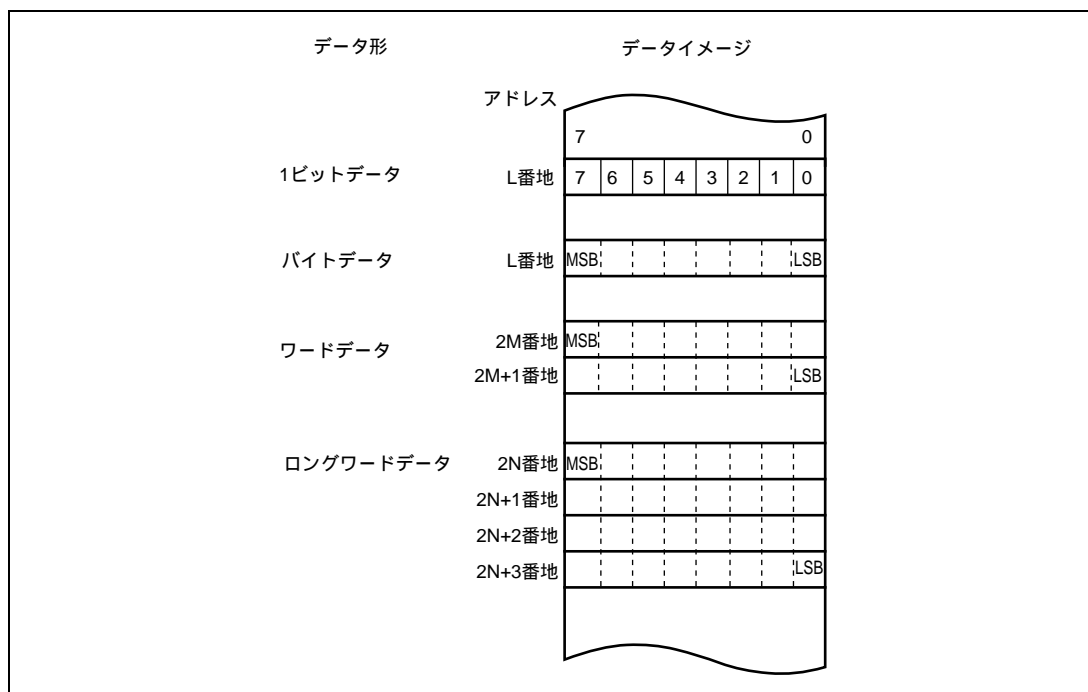 データ形 データイメージ
アドレス
7 0
1ビットデータ L番地 7 6 5 4 3 2 1 0
バイトデータ L番地 MSB LSB
ワードデータ 2M番地 MSB
2M+1番地 LSB
ロングワードデータ 2N番地 MSB
2N+1番地
2N+2番地
2N+3番地 LSB